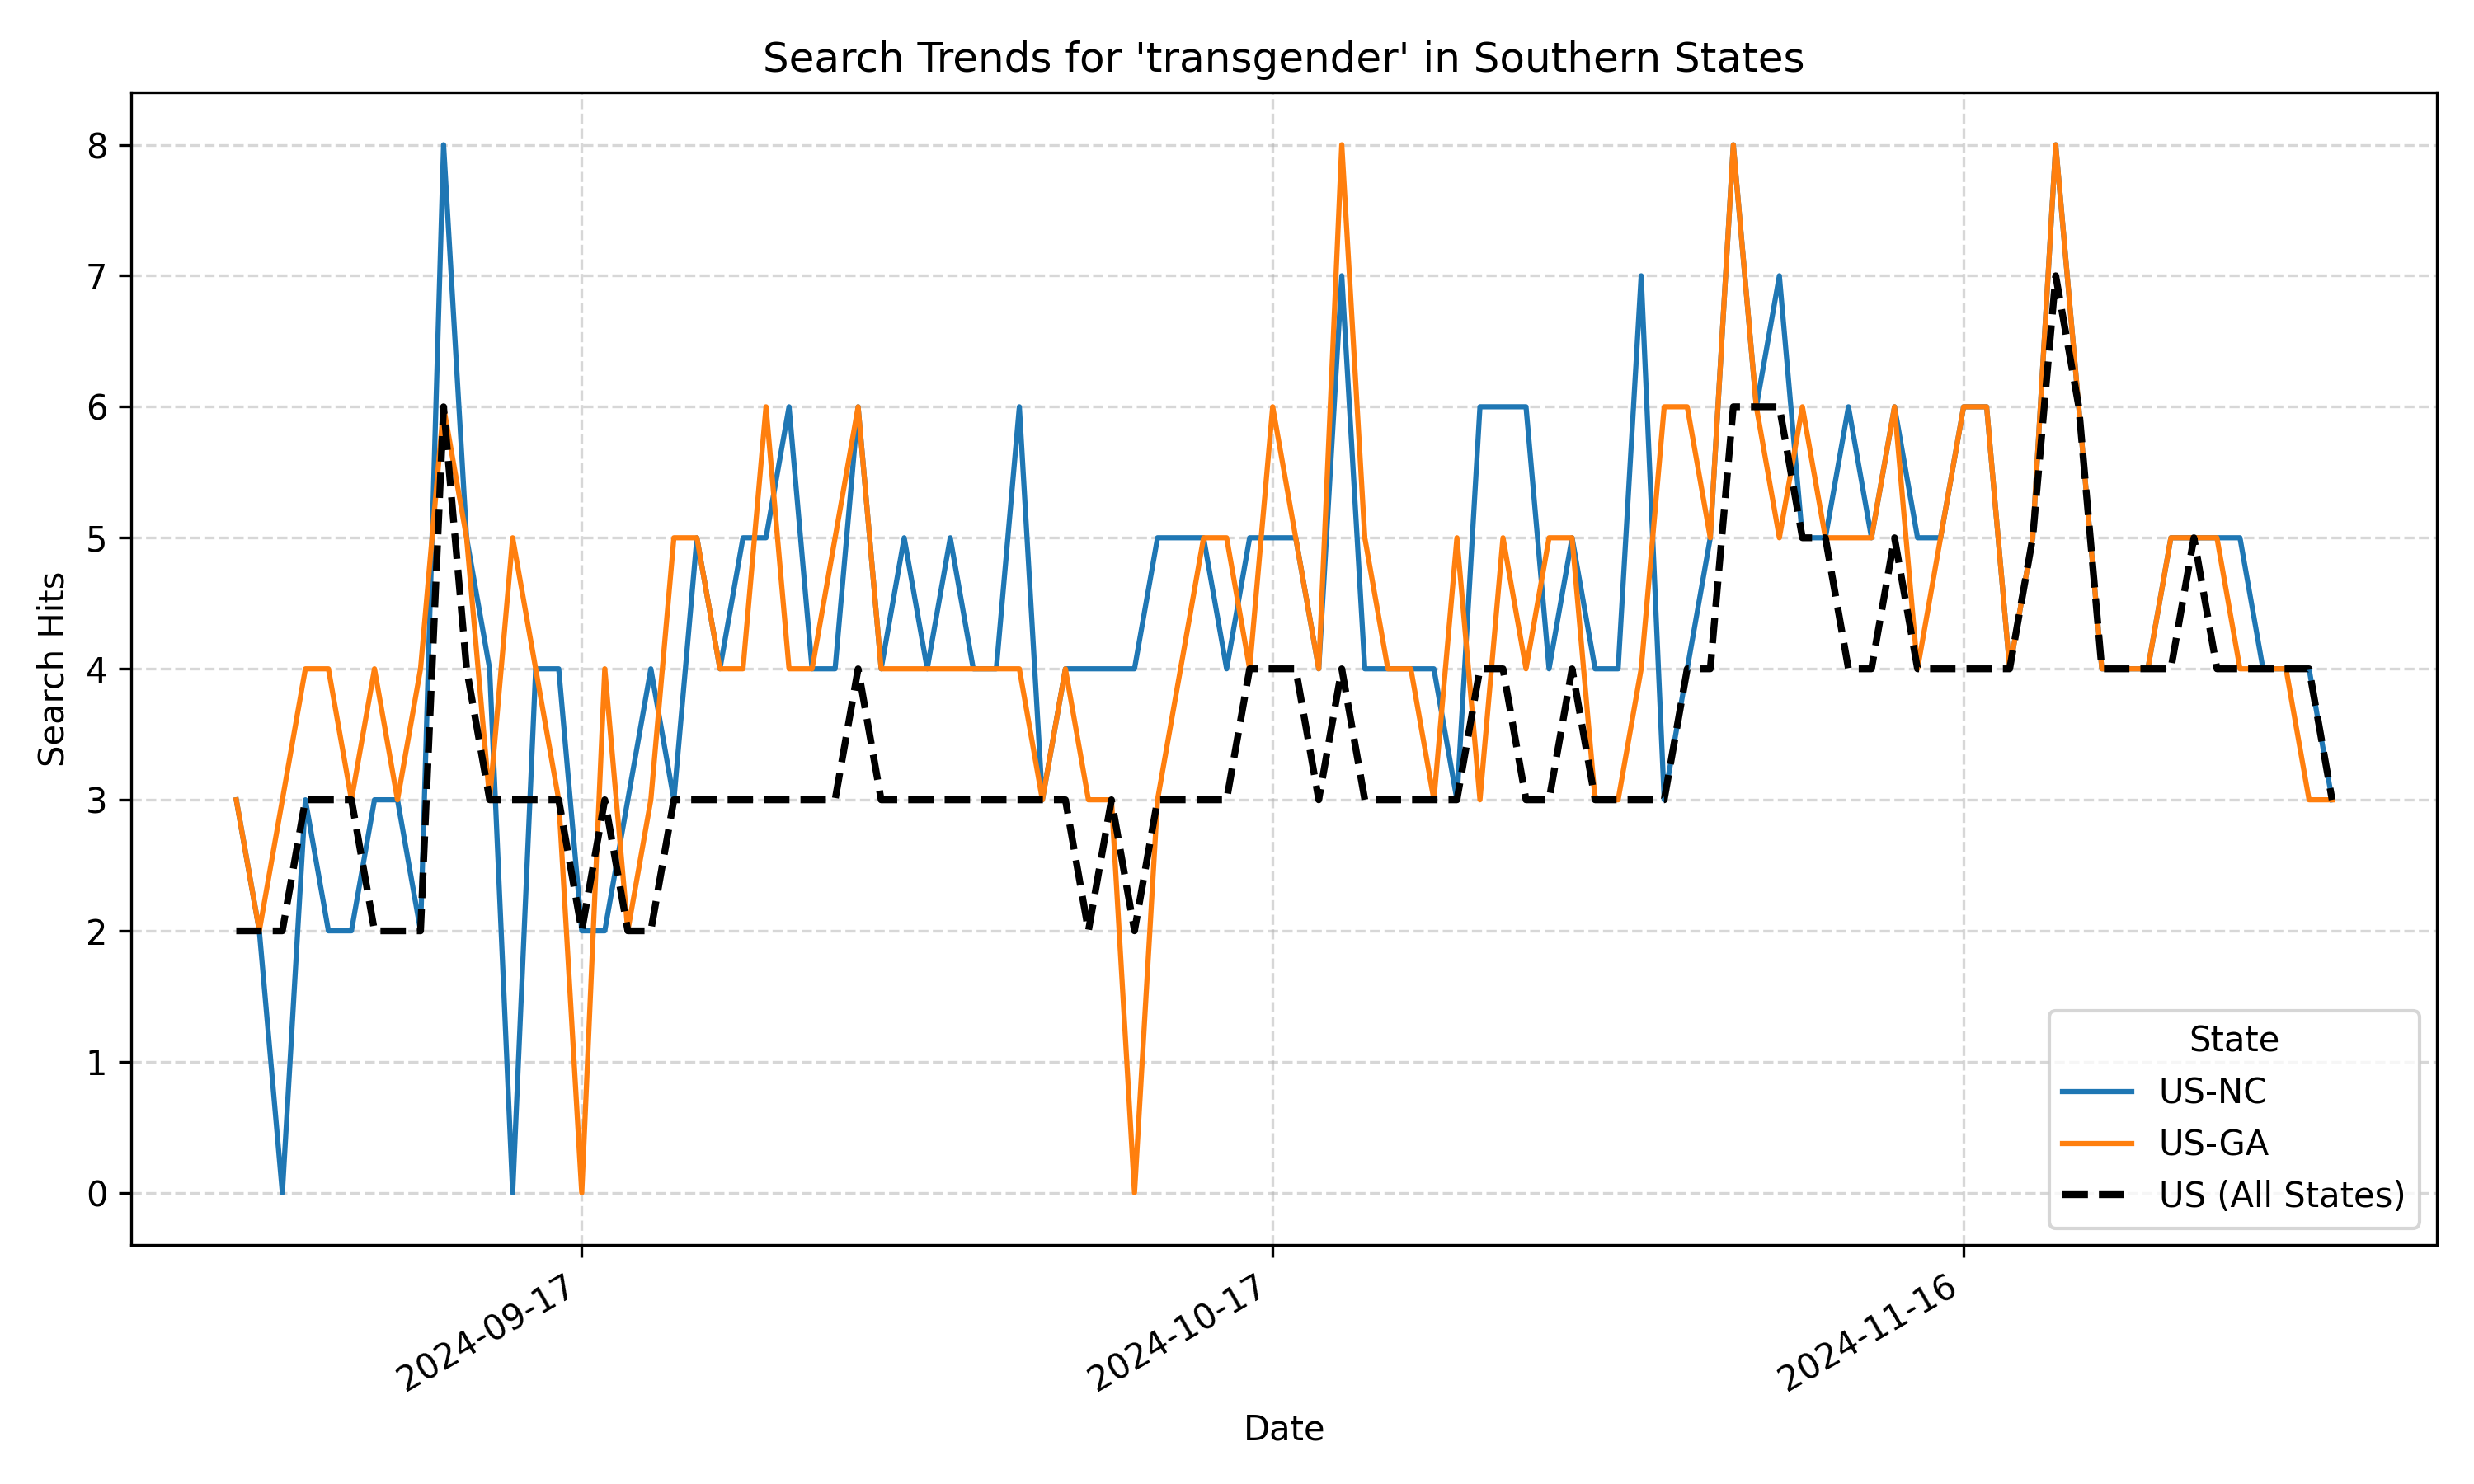 Search Trends for 'transgender' in Southern States
Search Hits
8
7
6
5
4
3
2
1
0
2024-09-17
2024-10-17
2024-11-16
Date
State
US-NC
US-GA
US (All States)